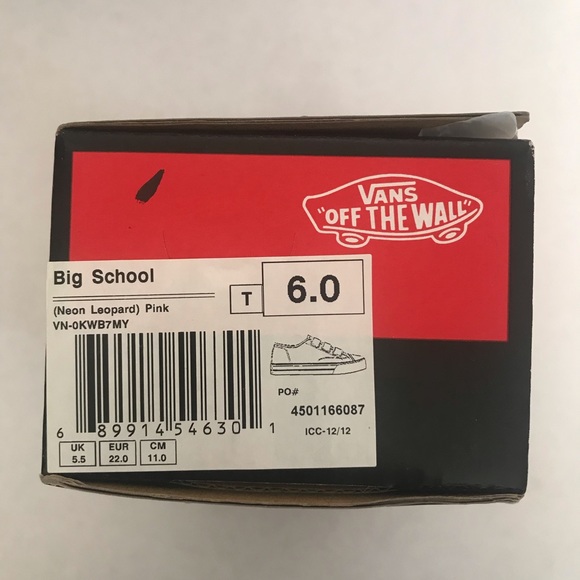 VANS
"OFF THE WALL"
Big School
T
6.0
(Neon Leopard) Pink
VN-0KWB7MY
PO#
4501166087
ICC-12/12
6 89914 54630 1
UK EUR CM
5.5 22.0 11.0